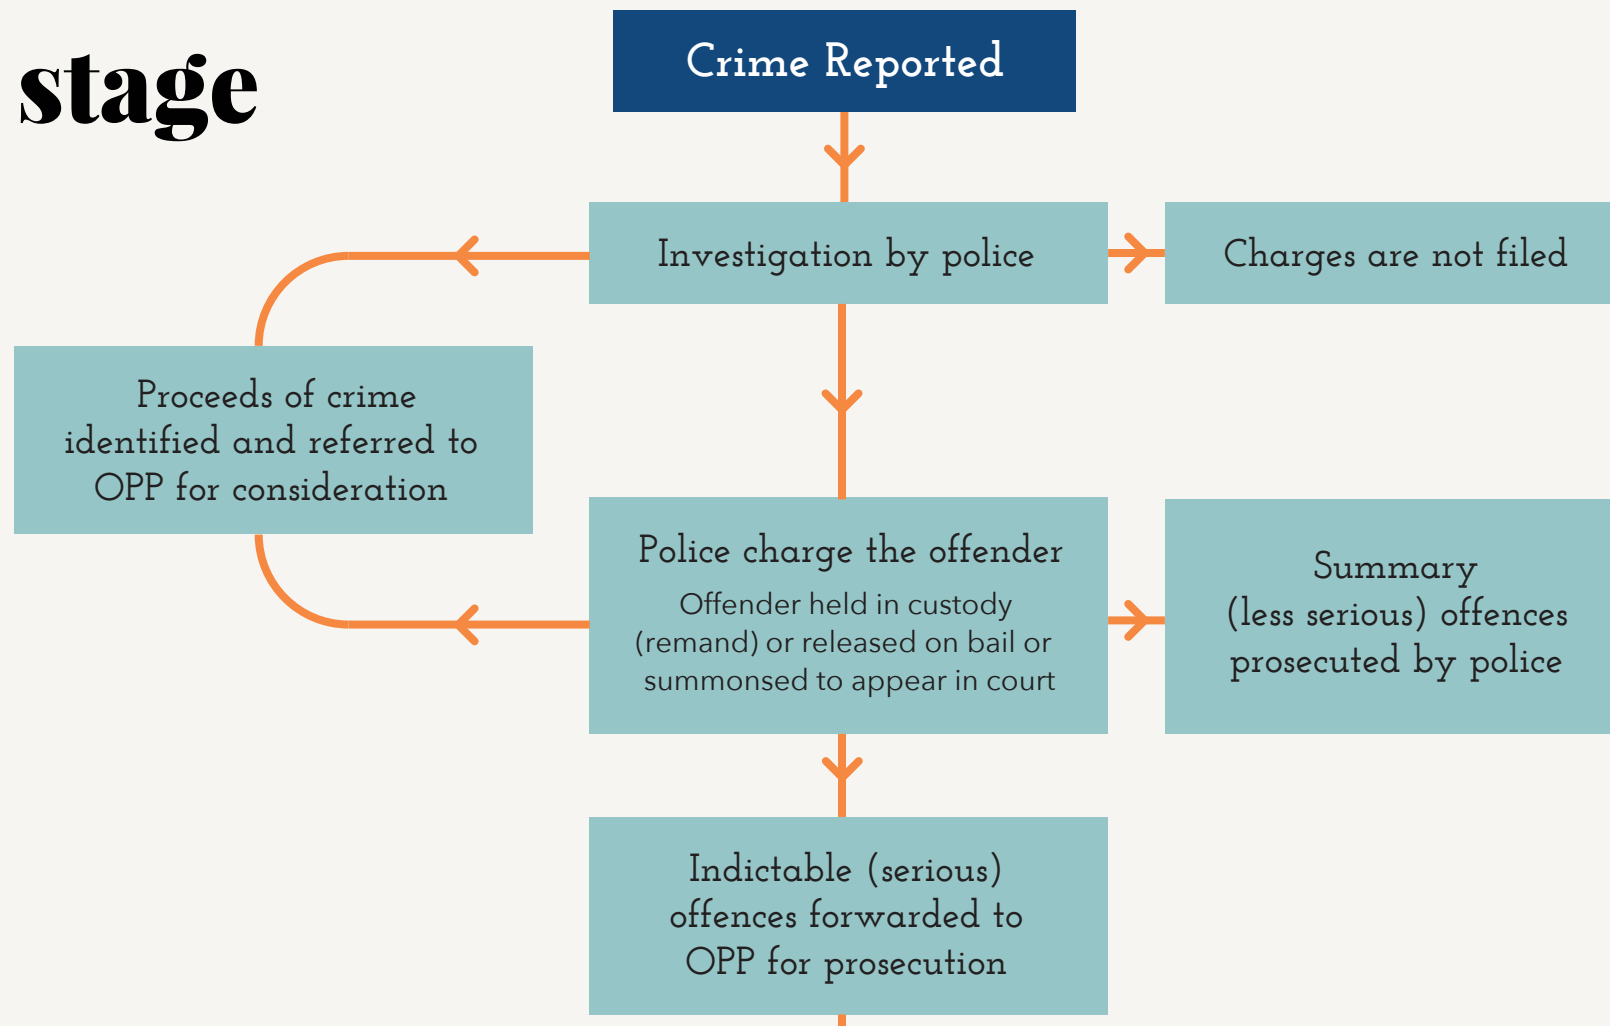 stage
Crime Reported
Investigation by police
Charges are not filed
Proceeds of crime
identified and referred to
OPP for consideration
Police charge the offender
Offender held in custody
(remand) or released on bail or
summonsed to appear in court
Summary
(less serious) offences
prosecuted by police
Indictable (serious)
offences forwarded to
OPP for prosecution